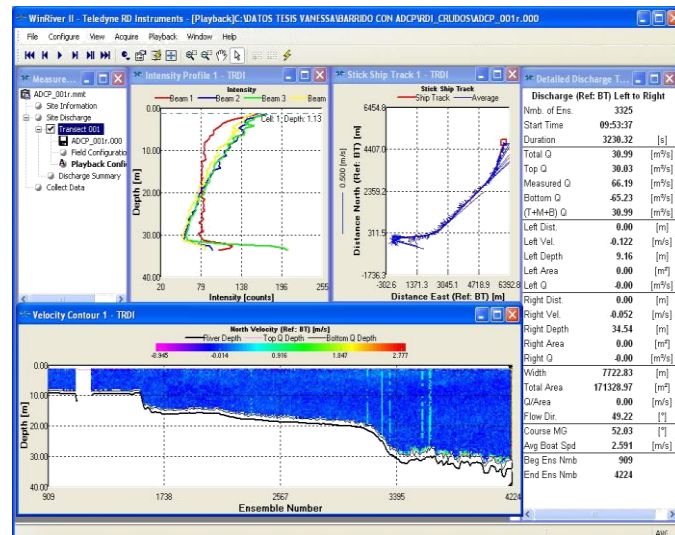 WinRiver II - Teledyne RD Instruments - [Playback]C:\DATOS TESIS VANESSA\BARRIDO CON ADCP\RDI_CRUDOS\ADCP_001r.000
File Configure View Acquire Playback Window Help
Measure...
ADCP_001r.mmt
Site Information
Site Discharge
Transect 001
ADCP_001r.000
Field Configuration
Playback Confi
Discharge Summary
Collect Data
Intensity Profile 1 - TRDI
Intensity
Beam 1 Beam 2 Beam 3 Beam
Cell: 1; Depth: 1.13
0.00
10.00
20.00
30.00
40.00
Depth [m]
20 79 138 196 255
Intensity [counts]
Stick Ship Track 1 - TRDI
Stick Ship Track
Ship Track Average
0.500 [m/s]
Distance North (Ref: BT) [m]
6454.8
4407.0
2359.2
311.5
-1736.3
-302.6 1371.3 3045.1 4718.9 6392.8
Distance East (Ref: BT) [m]
Detailed Discharge T...
Discharge (Ref: BT) Left to Right
Nmb. of Ens. 3325
Start Time 09:53:37
Duration 3230.32 [s]
Total Q 30.99 [m³/s]
Top Q 30.03 [m³/s]
Measured Q 66.19 [m³/s]
Bottom Q -65.23 [m³/s]
(T+M+B) Q 30.99 [m³/s]
Left Dist. 0.00 [m]
Left Vel. -0.122 [m/s]
Left Depth 9.16 [m]
Left Area 0.00 [m²]
Left Q -0.00 [m³/s]
Right Dist. 0.00 [m]
Right Vel. -0.052 [m/s]
Right Depth 34.54 [m]
Right Area 0.00 [m²]
Right Q -0.00 [m³/s]
Width 7722.83 [m]
Total Area 171328.97 [m²]
Q/Area 0.00 [m/s]
Flow Dir. 49.22 [°]
Course MG 52.03 [°]
Avg Boat Spd 2.591 [m/s]
Beg Ens Nmb 909
End Ens Nmb 4224
Velocity Contour 1 - TRDI
North Velocity (Ref: BT) [m/s]
River Depth Top Q Depth Bottom Q Depth
-0.945 -0.014 0.916 1.847 2.777
0.00
10.00
20.00
30.00
40.00
Depth [m]
909 1738 2567 3395 4224
Ensemble Number